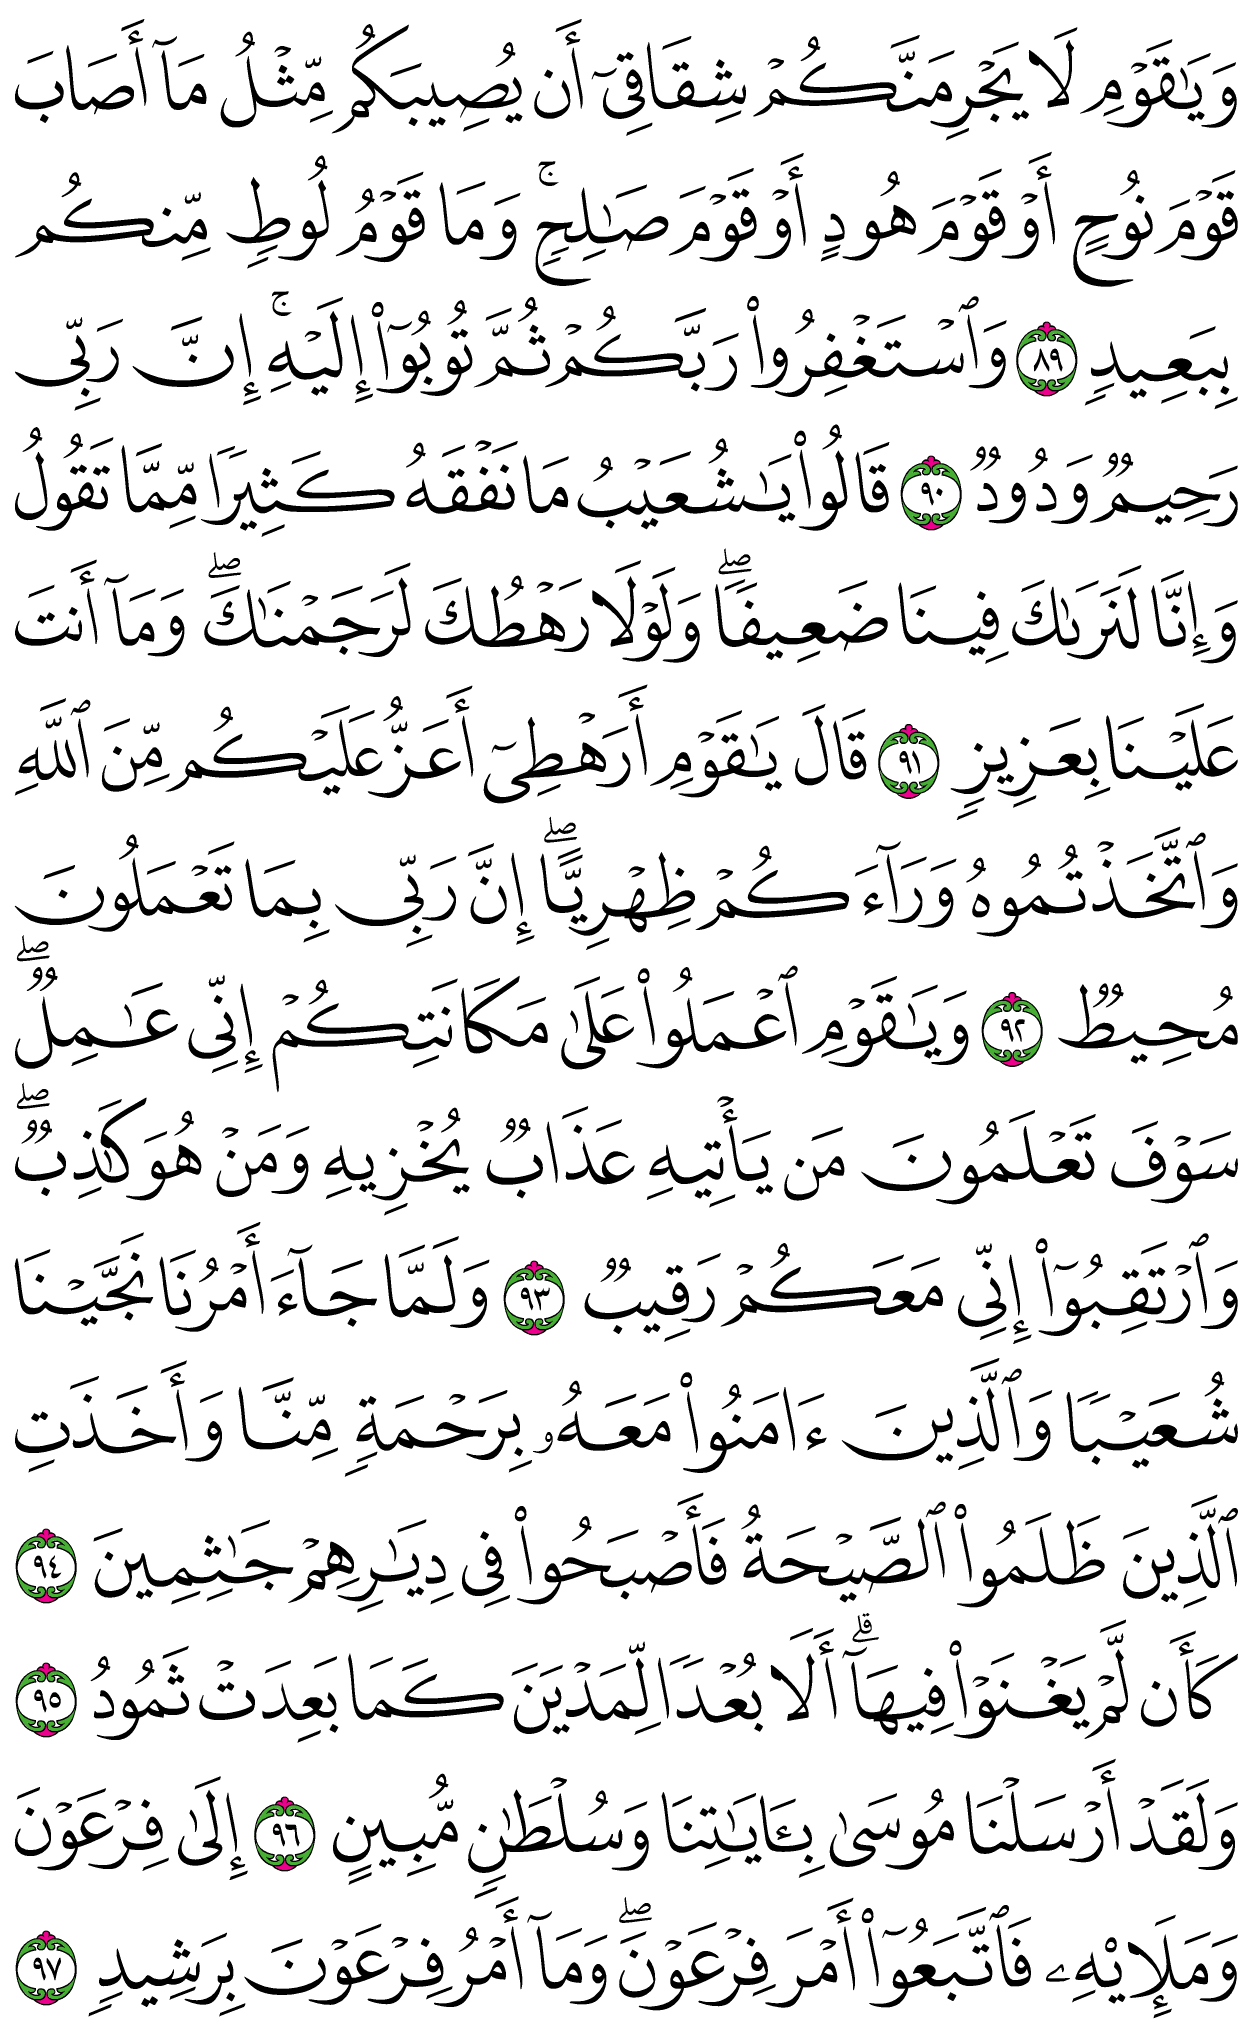 وَيَٰقَوۡمِ لَا يَجۡرِمَنَّكُمۡ شِقَاقِيٓ أَن يُصِيبَكُم مِّثۡلُ مَآ أَصَابَ
قَوۡمَ نُوحٍ أَوۡ قَوۡمَ هُودٍ أَوۡ قَوۡمَ صَٰلِحٖۚ وَمَا قَوۡمُ لُوطٖ مِّنكُم
بِبَعِيدٖ ٨٩ وَٱسۡتَغۡفِرُواْ رَبَّكُمۡ ثُمَّ تُوبُوٓاْ إِلَيۡهِۚ إِنَّ رَبِّي
رَحِيمٞ وَدُودٞ ٩٠ قَالُواْ يَٰشُعَيۡبُ مَا نَفۡقَهُ كَثِيرٗا مِّمَّا تَقُولُ
وَإِنَّا لَنَرَىٰكَ فِينَا ضَعِيفٗاۖ وَلَوۡلَا رَهۡطُكَ لَرَجَمۡنَٰكَۖ وَمَآ أَنتَ
عَلَيۡنَا بِعَزِيزٖ ٩١ قَالَ يَٰقَوۡمِ أَرَهۡطِيٓ أَعَزُّ عَلَيۡكُم مِّنَ ٱللَّهِ
وَٱتَّخَذۡتُمُوهُ وَرَآءَكُمۡ ظِهۡرِيًّاۖ إِنَّ رَبِّي بِمَا تَعۡمَلُونَ
مُحِيطٞ ٩٢ وَيَٰقَوۡمِ ٱعۡمَلُواْ عَلَىٰ مَكَانَتِكُمۡ إِنِّي عَٰمِلٞۖ
سَوۡفَ تَعۡلَمُونَ مَن يَأۡتِيهِ عَذَابٞ يُخۡزِيهِ وَمَنۡ هُوَ كَٰذِبٞۖ
وَٱرۡتَقِبُوٓاْ إِنِّي مَعَكُمۡ رَقِيبٞ ٩٣ وَلَمَّا جَآءَ أَمۡرُنَا نَجَّيۡنَا
شُعَيۡبٗا وَٱلَّذِينَ ءَامَنُواْ مَعَهُۥ بِرَحۡمَةٖ مِّنَّا وَأَخَذَتِ
ٱلَّذِينَ ظَلَمُواْ ٱلصَّيۡحَةُ فَأَصۡبَحُواْ فِي دِيَٰرِهِمۡ جَٰثِمِينَ ٩٤
كَأَن لَّمۡ يَغۡنَوۡاْ فِيهَآۗ أَلَا بُعۡدٗا لِّمَدۡيَنَ كَمَا بَعِدَتۡ ثَمُودُ ٩٥
وَلَقَدۡ أَرۡسَلۡنَا مُوسَىٰ بِـَٔايَٰتِنَا وَسُلۡطَٰنٖ مُّبِينٍ ٩٦ إِلَىٰ فِرۡعَوۡنَ
وَمَلَإِيْهِۦ فَٱتَّبَعُوٓاْ أَمۡرَ فِرۡعَوۡنَۖ وَمَآ أَمۡرُ فِرۡعَوۡنَ بِرَشِيدٖ ٩٧